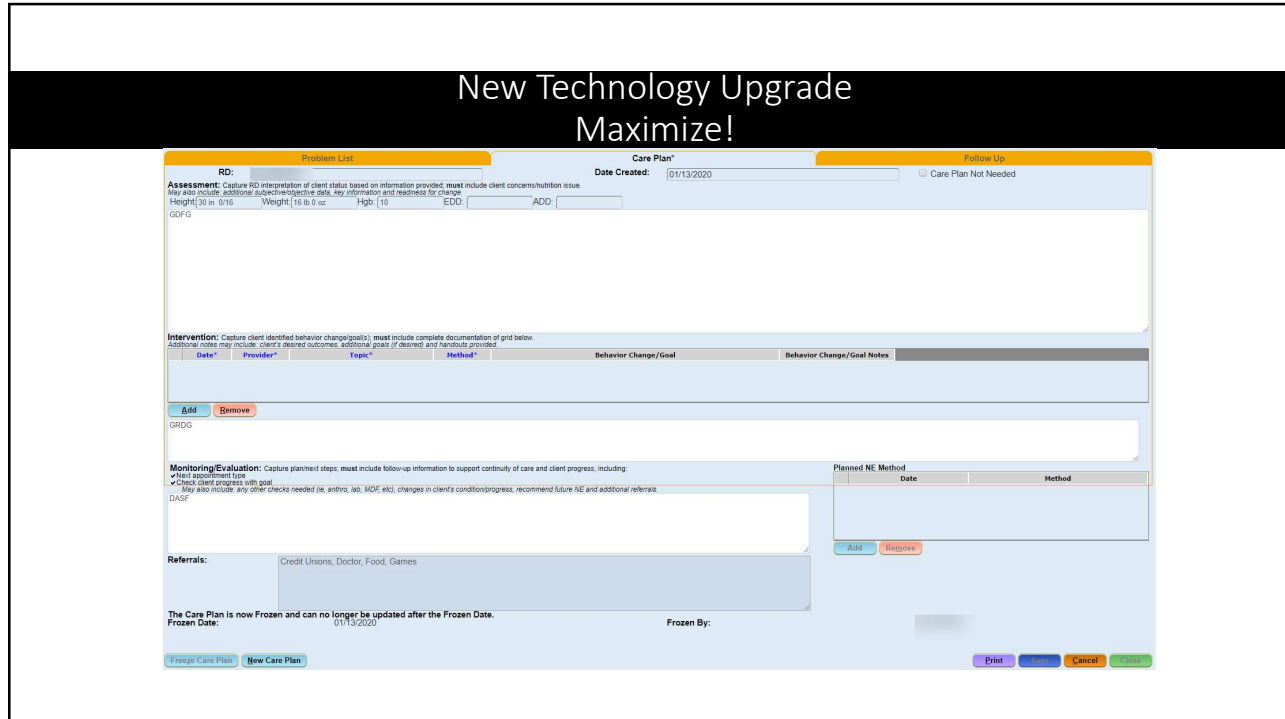 New Technology Upgrade
Maximize!
Problem List Care Plan* Follow Up
RD: Date Created: 01/13/2020 Care Plan Not Needed
Assessment: Capture RD interpretation of client status based on information provided; must include client concerns/nutrition issue.
May also include: additional subjective/objective data, key information and readiness for change.
Height: 30 in 0/16 Weight: 16 lb 0 oz Hgb: 10 EDD: ADD:
GDFG
Intervention: Capture client identified behavior change/goal(s); must include complete documentation of grid below.
Additional notes may include: client's desired outcomes, additional goals (if desired) and handouts provided.
Date* Provider* Topic* Method* Behavior Change/Goal Behavior Change/Goal Notes
Add Remove
GRDG
Monitoring/Evaluation: Capture plan/next steps; must include follow-up information to support continuity of care and client progress, including:
✔Next appointment type
✔Check client progress with goal
May also include: any other checks needed (ie, anthro, lab, MDF, etc), changes in client's condition/progress, recommend future NE and additional referrals.
Planned NE Method
Date Method
DASF
Add Remove
Referrals: Credit Unions, Doctor, Food, Games
The Care Plan is now Frozen and can no longer be updated after the Frozen Date.
Frozen Date: 01/13/2020 Frozen By:
Freeze Care Plan New Care Plan Print Save Cancel Close